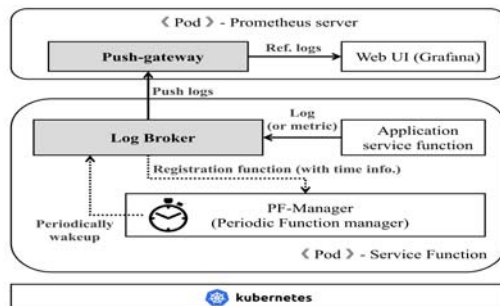 《 Pod 》- Prometheus server
Push-gateway
Ref. logs
Web UI (Grafana)
Push logs
Log Broker
Log
(or metric)
Application
service function
Registration function (with time info.)
Periodically
wakeup
PF-Manager
(Periodic Function manager)
《 Pod 》- Service Function
kubernetes